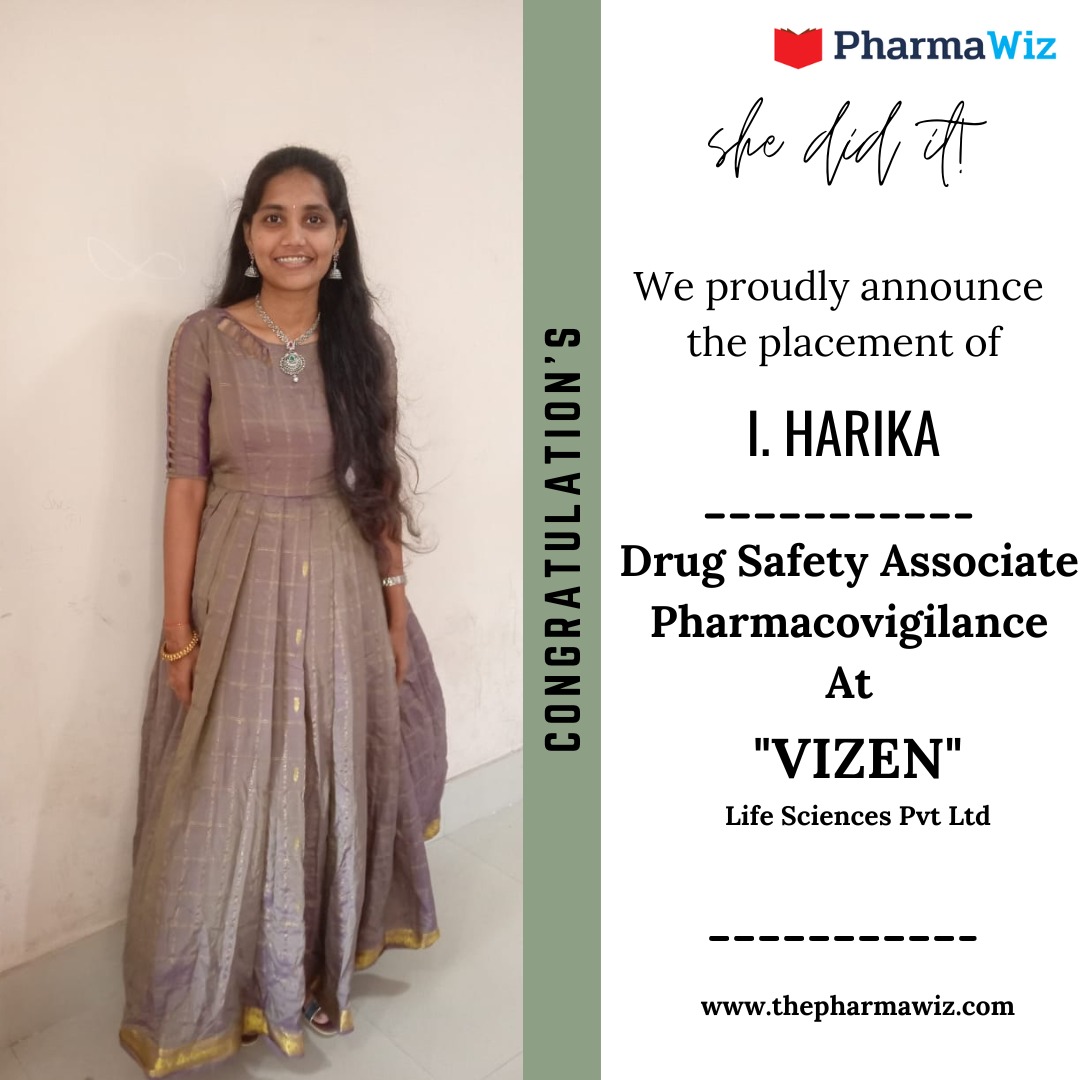 PharmaWiz
she did it!
CONGRATULATION'S
We proudly announce
the placement of
I. HARIKA
Drug Safety Associate
Pharmacovigilance
At
"VIZEN"
Life Sciences Pvt Ltd
www.thepharmawiz.com